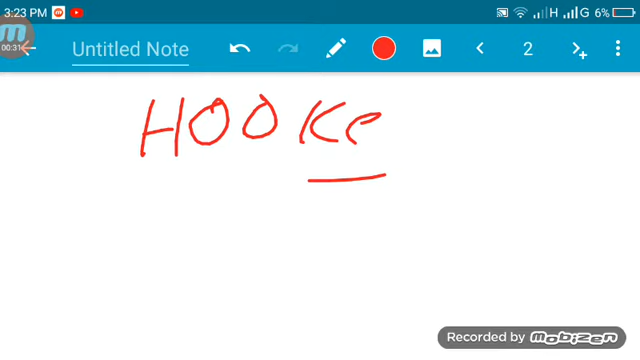 3:23 PM H G 6%
00:31 Untitled Note 2
HOOKe
Recorded by mobizen